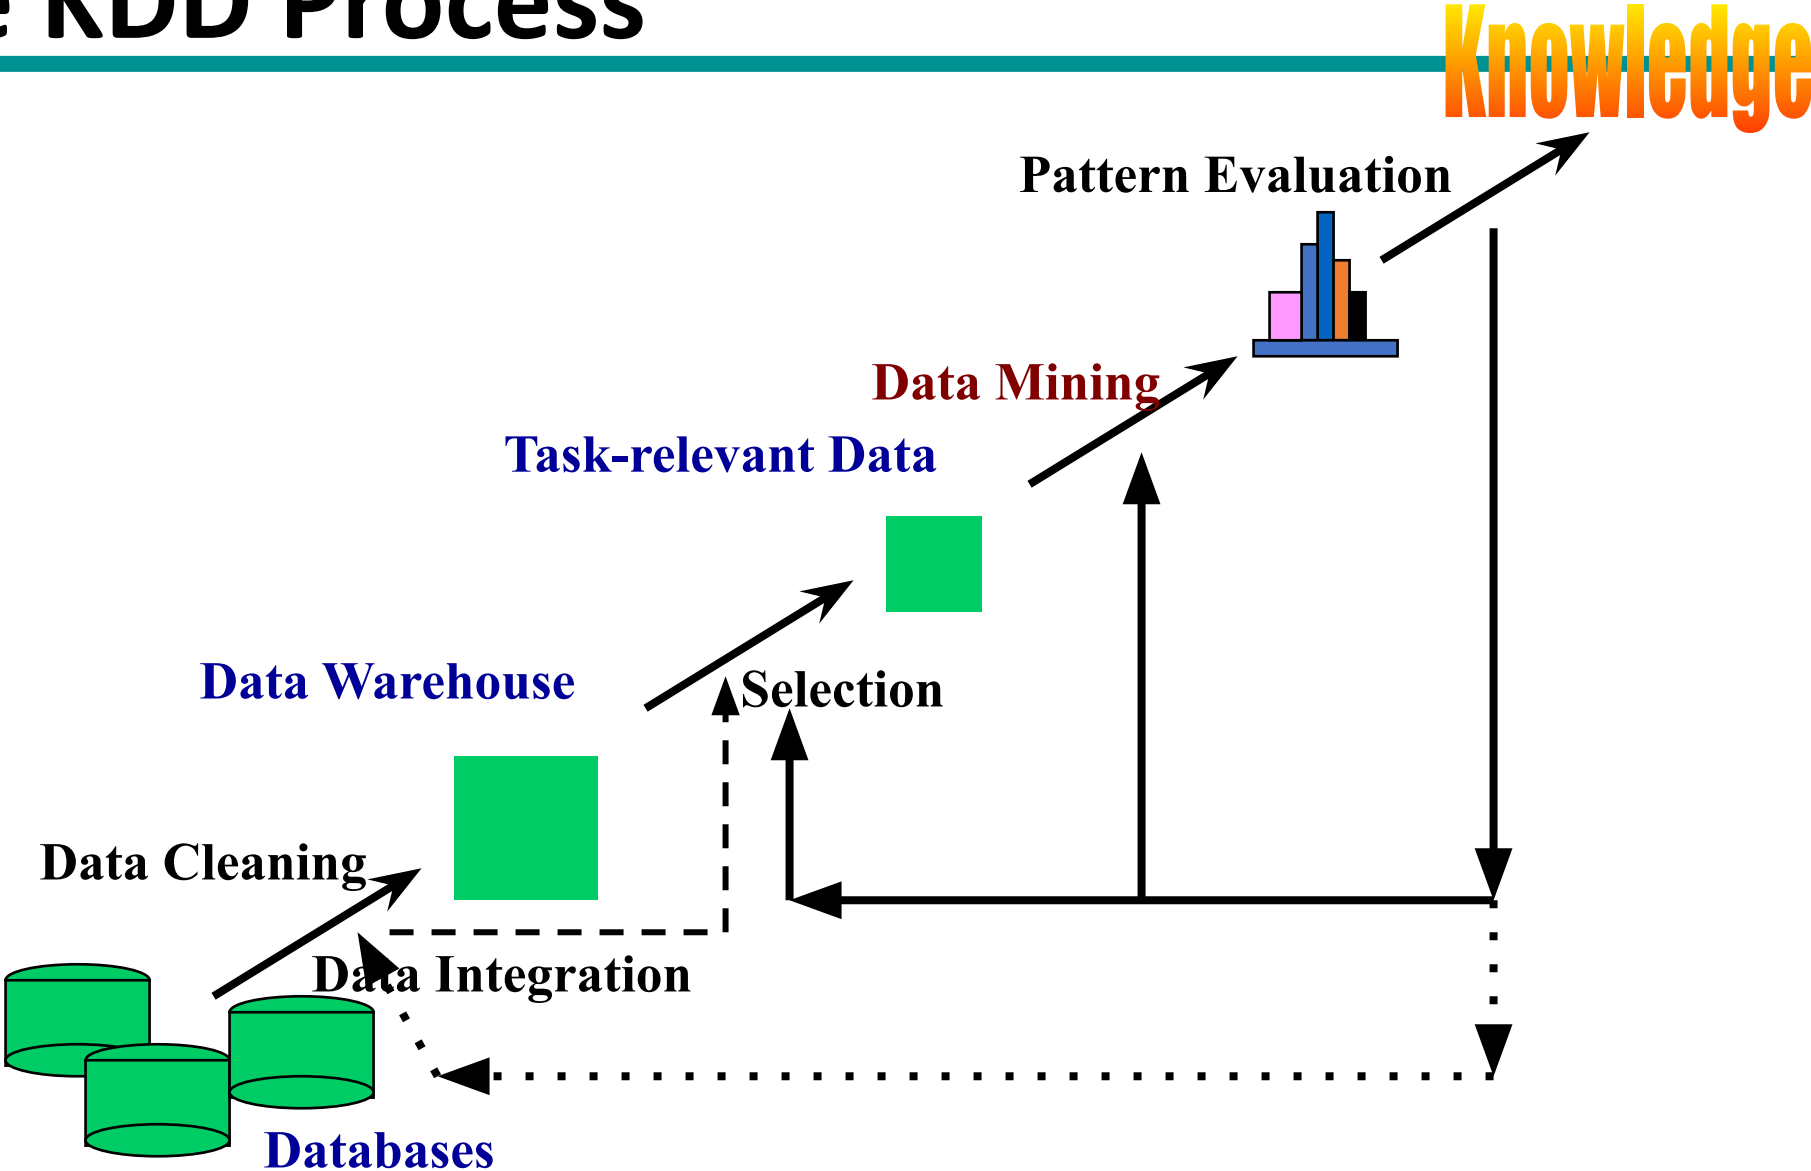 e KDD Process
Knowledge
Pattern Evaluation
Data Mining
Task-relevant Data
Data Warehouse
Selection
Data Cleaning
Data Integration
Databases